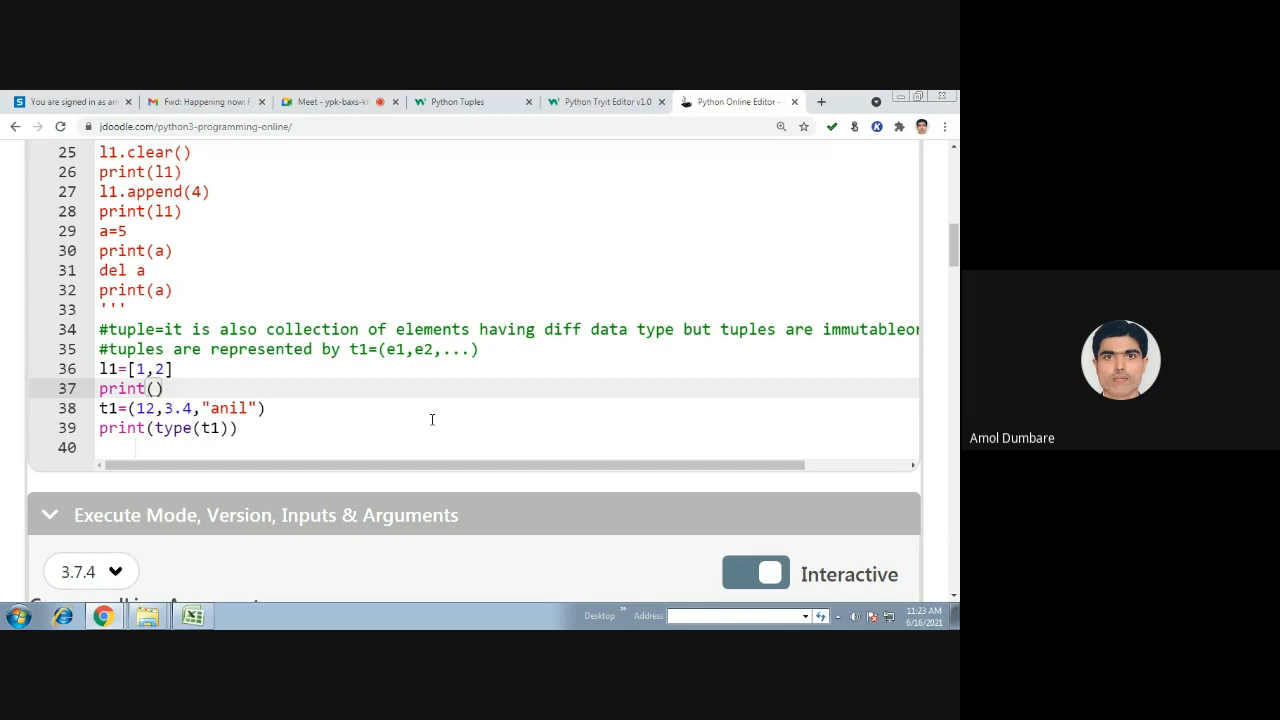 You are signed in as am
Fwd: Happening now: F
Meet - ypk-baxs-kf
Python Tuples
Python Tryit Editor v1.0
Python Online Editor -
jdoodle.com/python3-programming-online/
25 l1.clear()
26 print(l1)
27 l1.append(4)
28 print(l1)
29 a=5
30 print(a)
31 del a
32 print(a)
33 '''
34 #tuple=it is also collection of elements having diff data type but tuples are immutableor
35 #tuples are represented by t1=(e1,e2,...)
36 l1=[1,2]
37 print()
38 t1=(12,3.4,"anil")
39 print(type(t1))
40
Execute Mode, Version, Inputs & Arguments
3.7.4
Interactive
Desktop
Address
11:23 AM
6/16/2021
Amol Dumbare